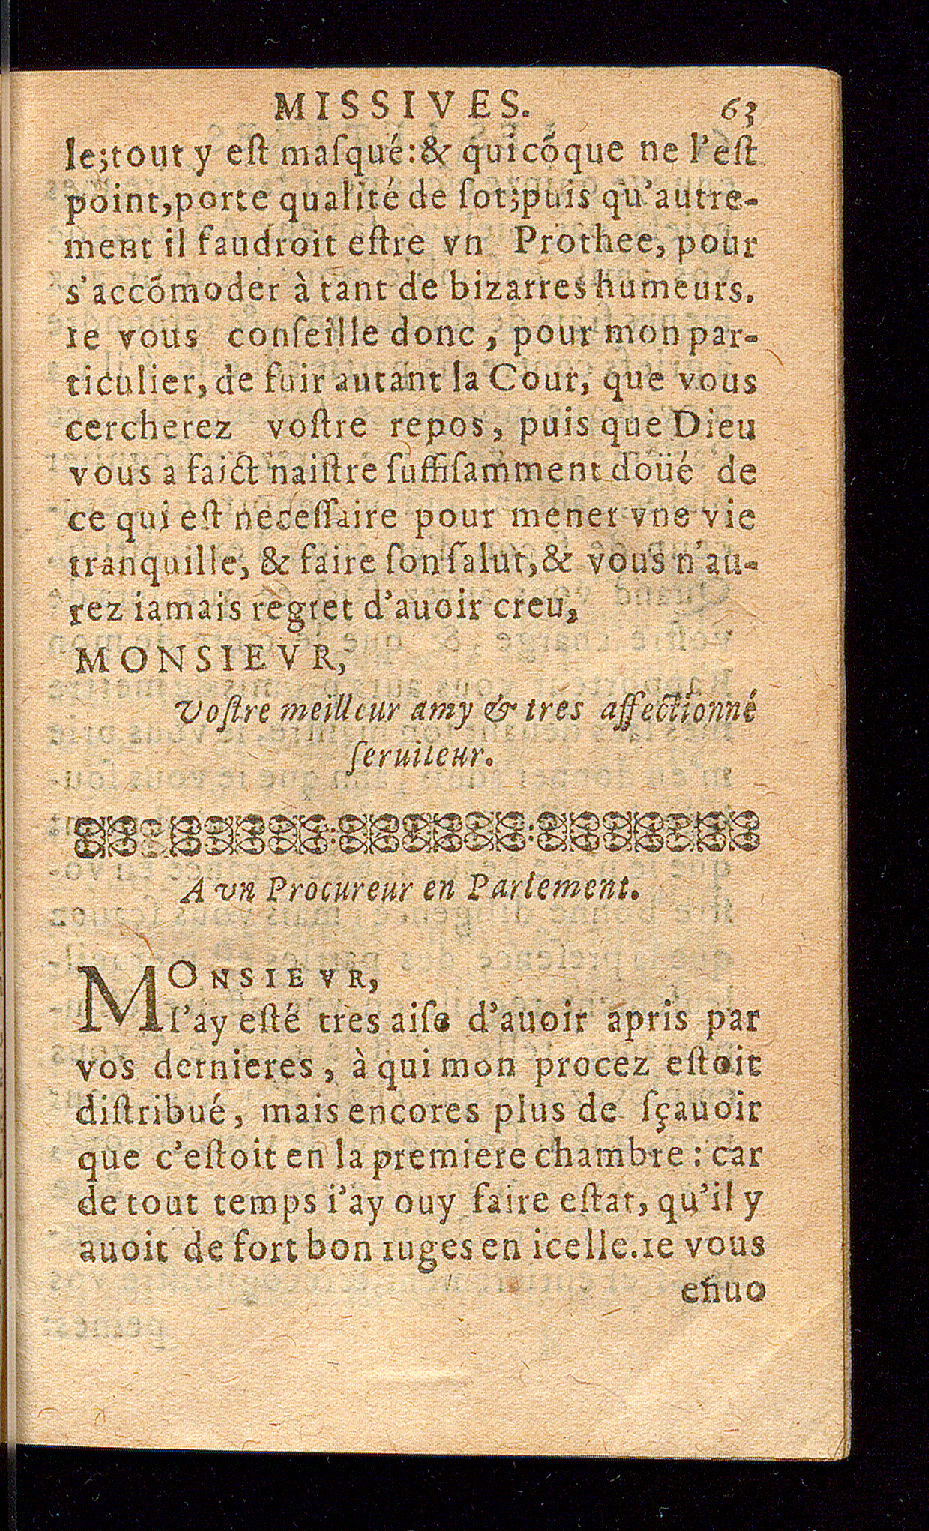 MISSIVES. 63
le;tout y eſt maſqué:& quicõque ne l'eſt
point,porte qualité de ſot;puis qu'autre-
ment il faudroit eſtre vn Prothee, pour
s'accõmoder à tant de bizarres humeurs.
Ie vous conſeille donc, pour mon par-
ticulier, de fuir autant la Cour, que vous
cercherez voſtre repos, puis que Dieu
vous a faict naiſtre ſuffiſamment doüé de
ce qui eſt neceſſaire pour mener vne vie
tranquille, & faire ſon ſalut,& vous n'au-
rez iamais regret d'auoir creu,
MONSIEVR,
Voſtre meilleur amy & tres affectionné
ſeruiteur.
A vn Procureur en Parlement.
MONSIEVR,
I'ay eſté tres aiſe d'auoir apris par
vos dernieres, à qui mon procez eſtoit
diſtribué, mais encores plus de ſçauoir
que c'eſtoit en la premiere chambre : car
de tout temps i'ay ouy faire eſtat, qu'il y
auoit de fort bon iuges en icelle.Ie vous
enuo